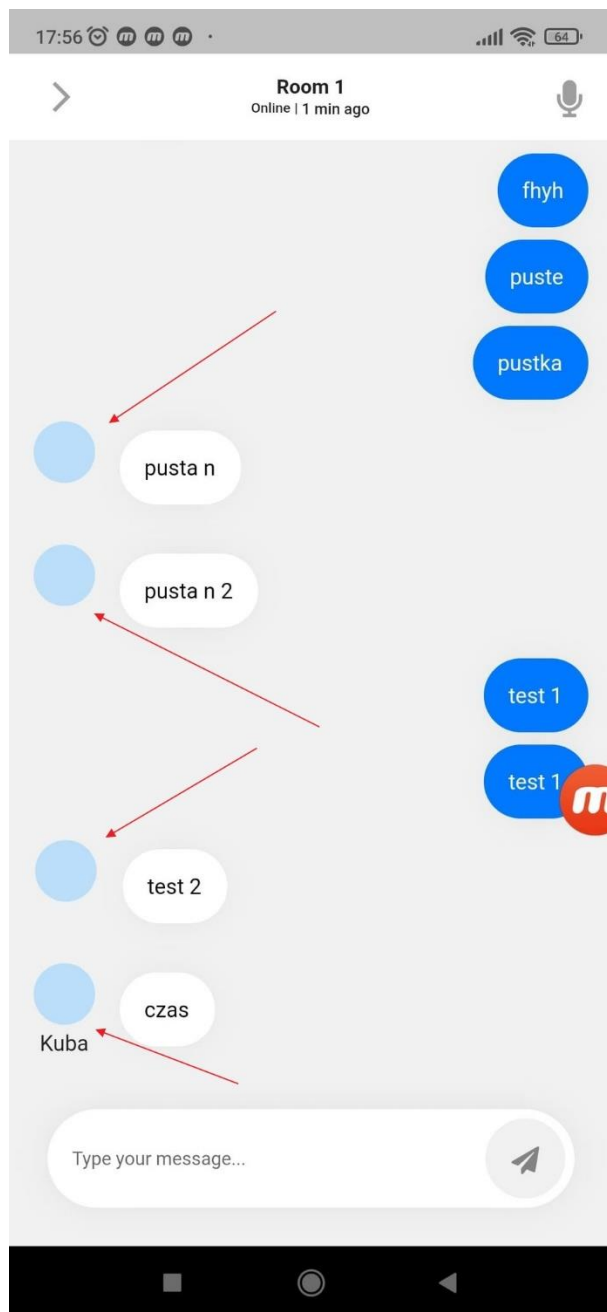 17:56
64
Room 1
Online | 1 min ago
fhyh
puste
pustka
pusta n
pusta n 2
test 1
test 1
test 2
czas
Kuba
Type your message...